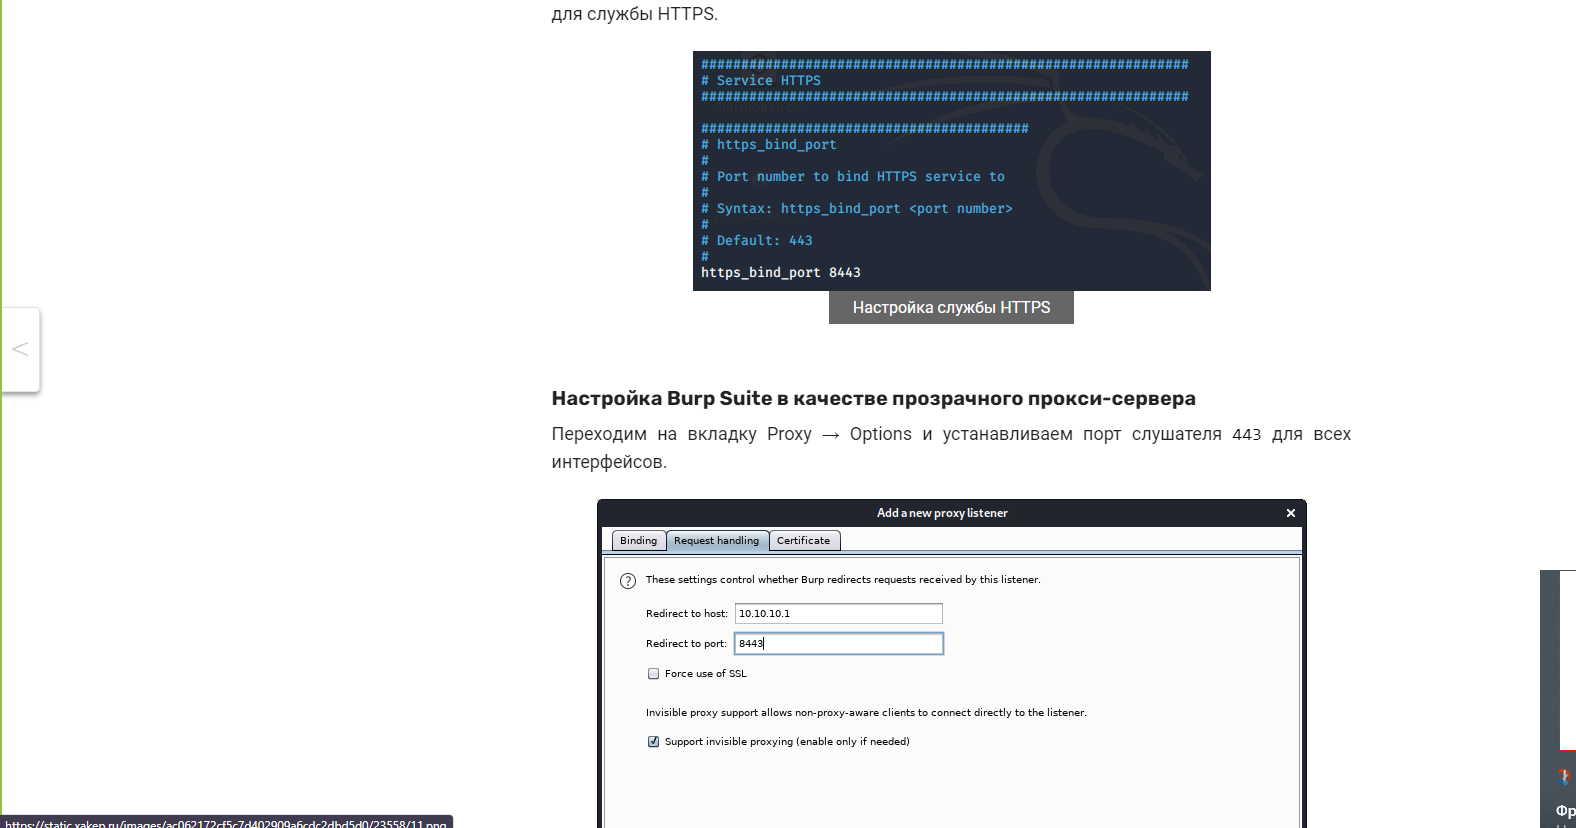 для службы HTTPS.
#############################################################
# Service HTTPS
#############################################################
#########################################
# https_bind_port
#
# Port number to bind HTTPS service to
#
# Syntax: https_bind_port <port number>
#
# Default: 443
#
https_bind_port 8443
Настройка службы HTTPS
<
Настройка Burp Suite в качестве прозрачного прокси-сервера
Переходим на вкладку Proxy → Options и устанавливаем порт слушателя 443 для всех
интерфейсов.
Add a new proxy listener
Binding Request handling Certificate
? These settings control whether Burp redirects requests received by this listener.
Redirect to host: 10.10.10.1
Redirect to port: 8443
Force use of SSL
Invisible proxy support allows non-proxy-aware clients to connect directly to the listener.
Support invisible proxying (enable only if needed)
Фр
https://static.xakep.ru/images/ac062172cf5c7d402909a6cdc2dbd5d0/23558/11.png